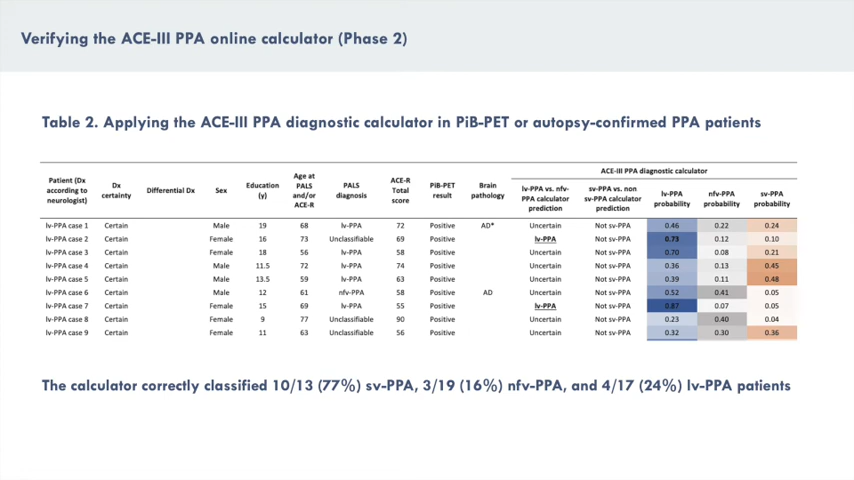 Verifying the ACE-III PPA online calculator (Phase 2)
Table 2. Applying the ACE-III PPA diagnostic calculator in PiB-PET or autopsy-confirmed PPA patients
ACE-III PPA diagnostic calculator
Patient (Dx according to neurologist) Dx certainty Differential Dx Sex Education (y) Age at PALS and/or ACE-R PALS diagnosis ACE-R Total score PiB-PET result Brain pathology lv-PPA vs. nfv-PPA calculator prediction sv-PPA vs. non sv-PPA calculator prediction lv-PPA probability nfv-PPA probability sv-PPA probability
lv-PPA case 1 Certain Male 19 68 lv-PPA 72 Positive AD* Uncertain Not sv-PPA 0.46 0.22 0.24
lv-PPA case 2 Certain Female 16 73 Unclassifiable 69 Positive lv-PPA Not sv-PPA 0.73 0.12 0.10
lv-PPA case 3 Certain Female 18 56 lv-PPA 58 Positive Uncertain Not sv-PPA 0.70 0.08 0.21
lv-PPA case 4 Certain Male 11.5 72 lv-PPA 74 Positive Uncertain Not sv-PPA 0.36 0.13 0.45
lv-PPA case 5 Certain Male 13.5 59 lv-PPA 63 Positive Uncertain Not sv-PPA 0.39 0.11 0.48
lv-PPA case 6 Certain Male 12 61 nfv-PPA 58 Positive AD Uncertain Not sv-PPA 0.52 0.41 0.05
lv-PPA case 7 Certain Female 15 69 lv-PPA 55 Positive lv-PPA Not sv-PPA 0.87 0.07 0.05
lv-PPA case 8 Certain Female 9 77 Unclassifiable 90 Positive Uncertain Not sv-PPA 0.23 0.40 0.04
lv-PPA case 9 Certain Female 11 63 Unclassifiable 56 Positive Uncertain Not sv-PPA 0.32 0.30 0.36
The calculator correctly classified 10/13 (77%) sv-PPA, 3/19 (16%) nfv-PPA, and 4/17 (24%) lv-PPA patients